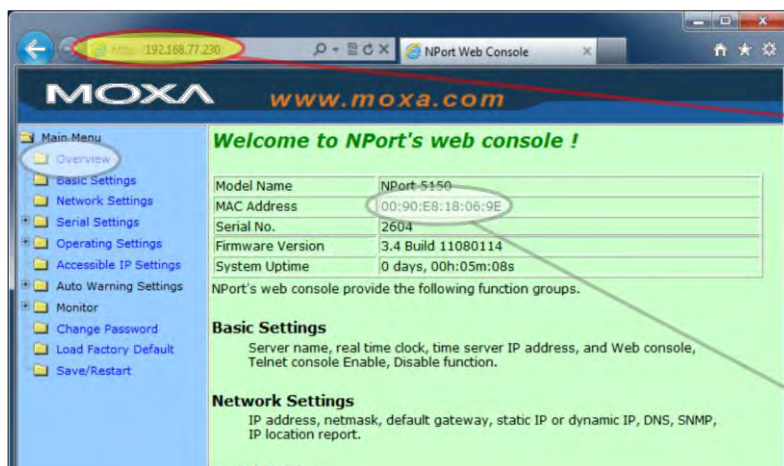 http://192.168.77.230
NPort Web Console
MOXA www.moxa.com
Main Menu
Overview
Basic Settings
Network Settings
Serial Settings
Operating Settings
Accessible IP Settings
Auto Warning Settings
Monitor
Change Password
Load Factory Default
Save/Restart
Welcome to NPort's web console !
Model Name NPort-5150
MAC Address 00:90:E8:18:06:9E
Serial No. 2604
Firmware Version 3.4 Build 11080114
System Uptime 0 days, 00h:05m:08s
NPort's web console provide the following function groups.
Basic Settings
Server name, real time clock, time server IP address, and Web console,
Telnet console Enable, Disable function.
Network Settings
IP address, netmask, default gateway, static IP or dynamic IP, DNS, SNMP,
IP location report.